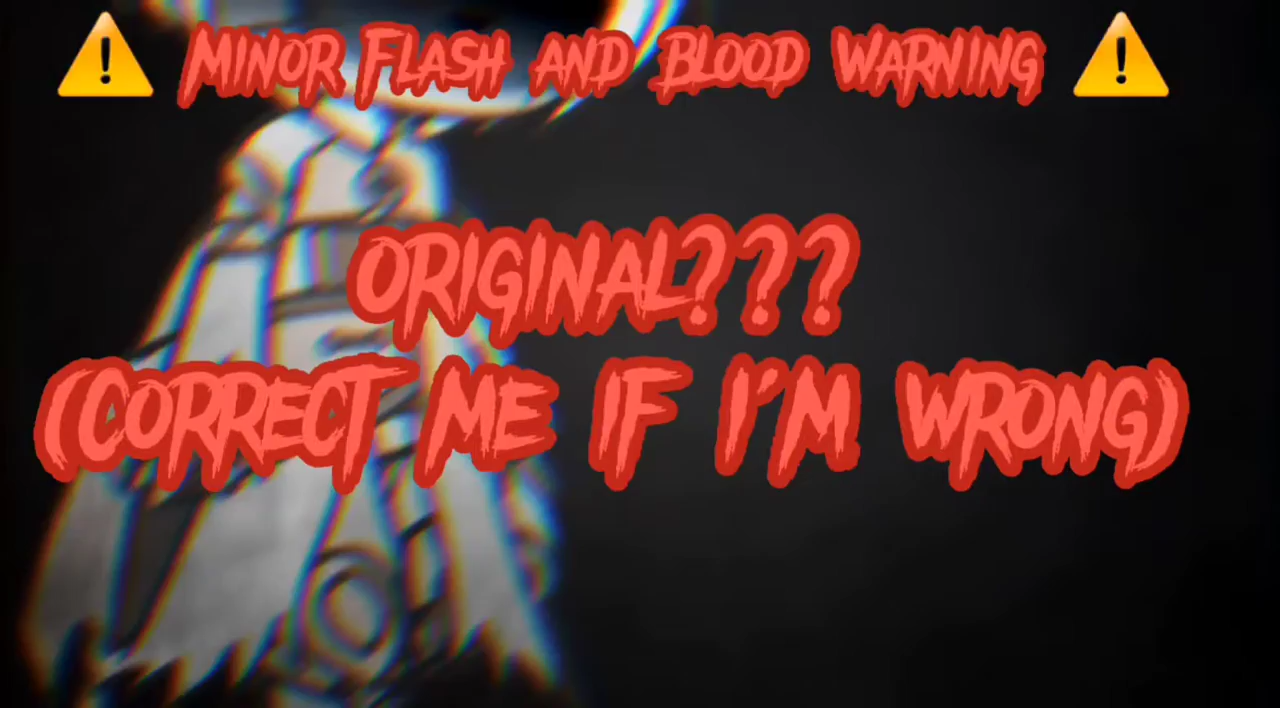 ⚠️ MINOR FLASH AND BLOOD WARNING ⚠️
ORIGINAL???
(CORRECT ME IF I'M WRONG)